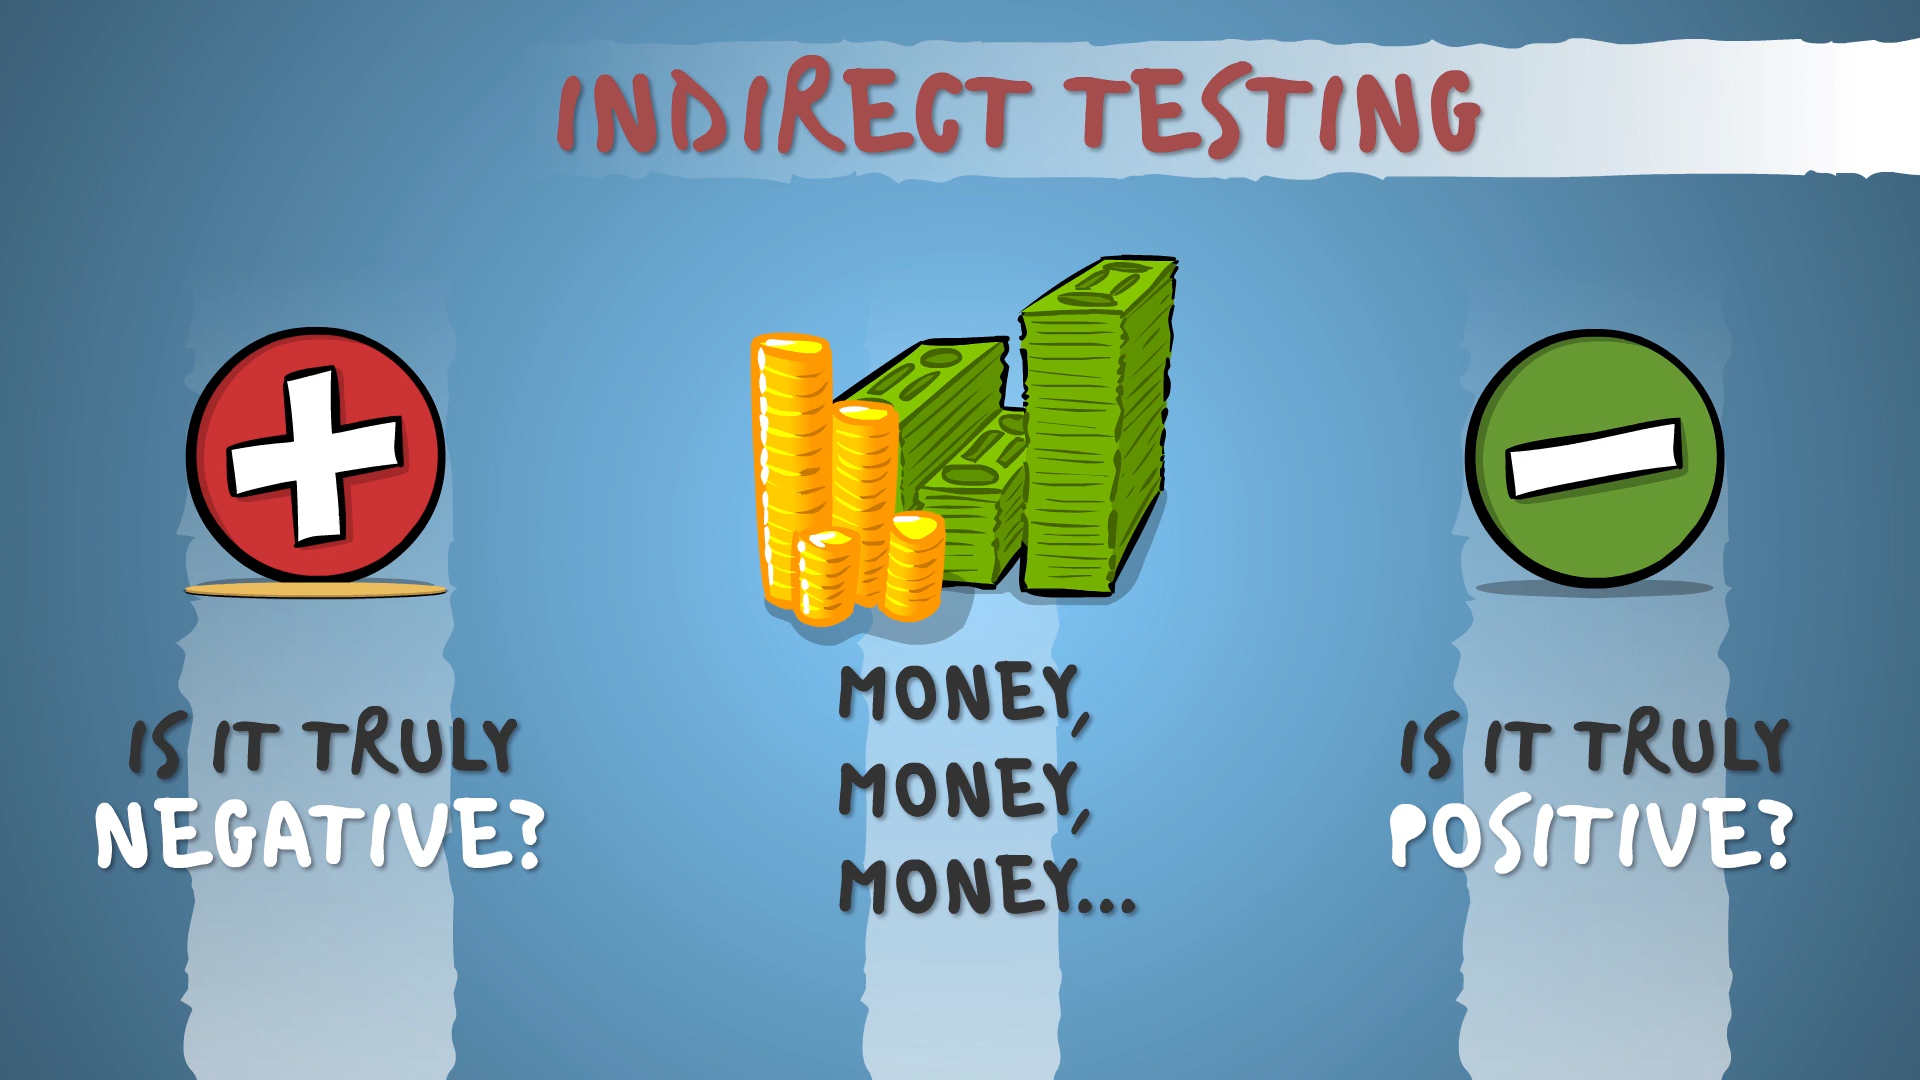 INDIRECT TESTING
IS IT TRULY
NEGATIVE?
MONEY,
MONEY,
MONEY...
IS IT TRULY
POSITIVE?